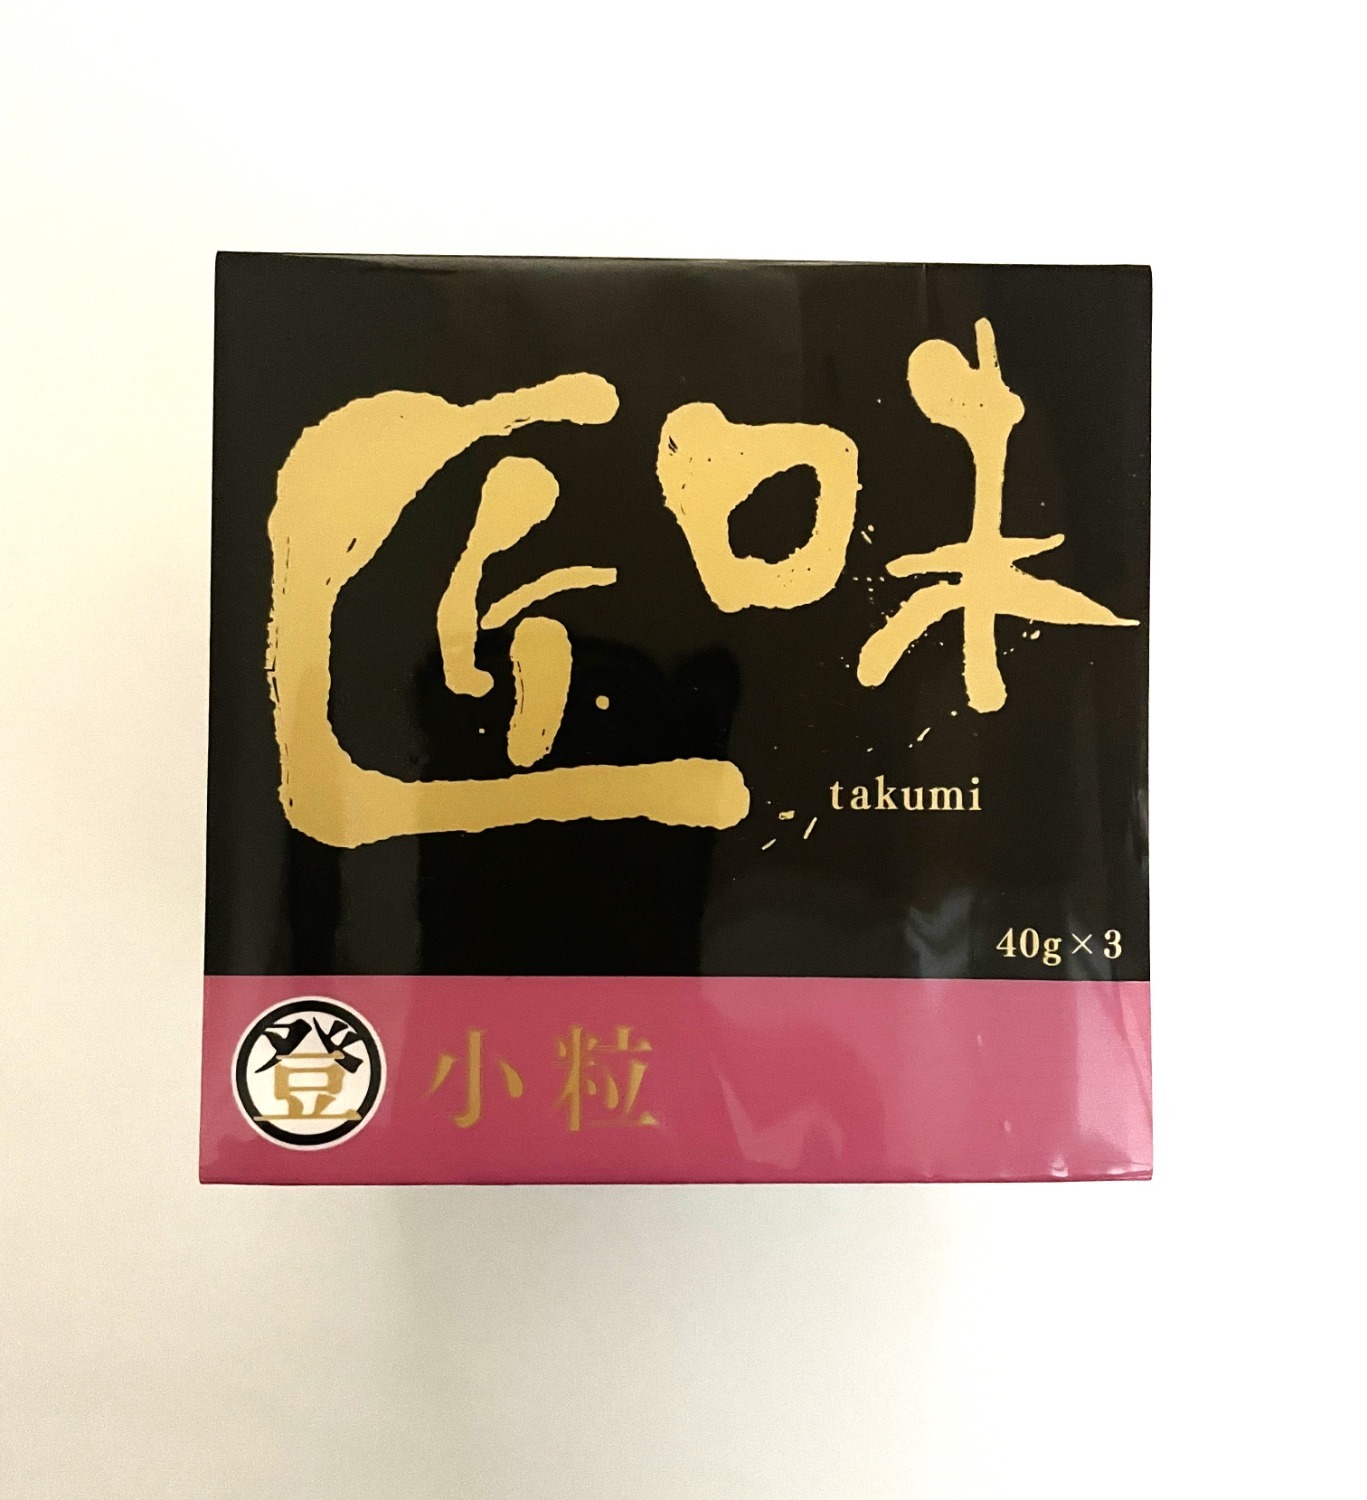 匠味
takumi
40g×3
登 小粒